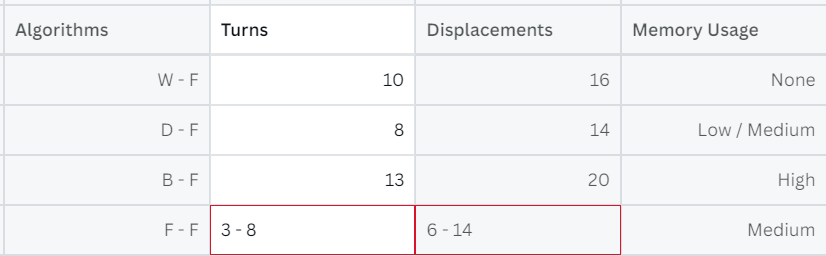 Algorithms Turns Displacements Memory Usage
W - F 10 16 None
D - F 8 14 Low / Medium
B - F 13 20 High
F - F 3 - 8 6 - 14 Medium